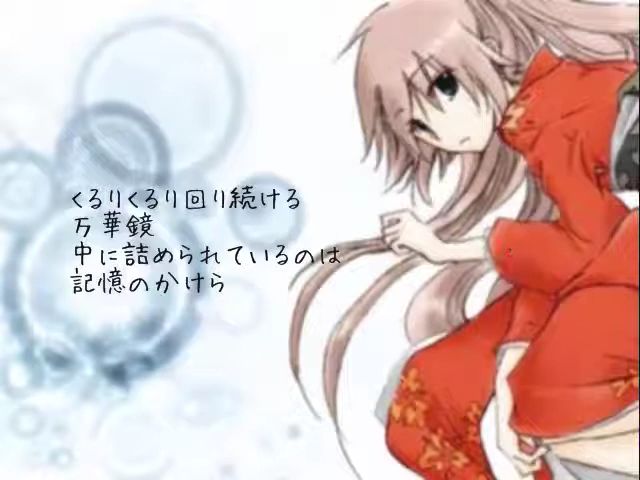 くるりくるり回り続ける
万華鏡
中に詰められているのは
記憶のかけら